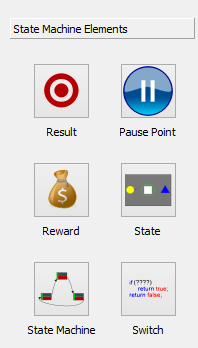 State Machine Elements
Result
Pause Point
$
Reward
State
if (????)
return true;
return false;
State Machine
Switch